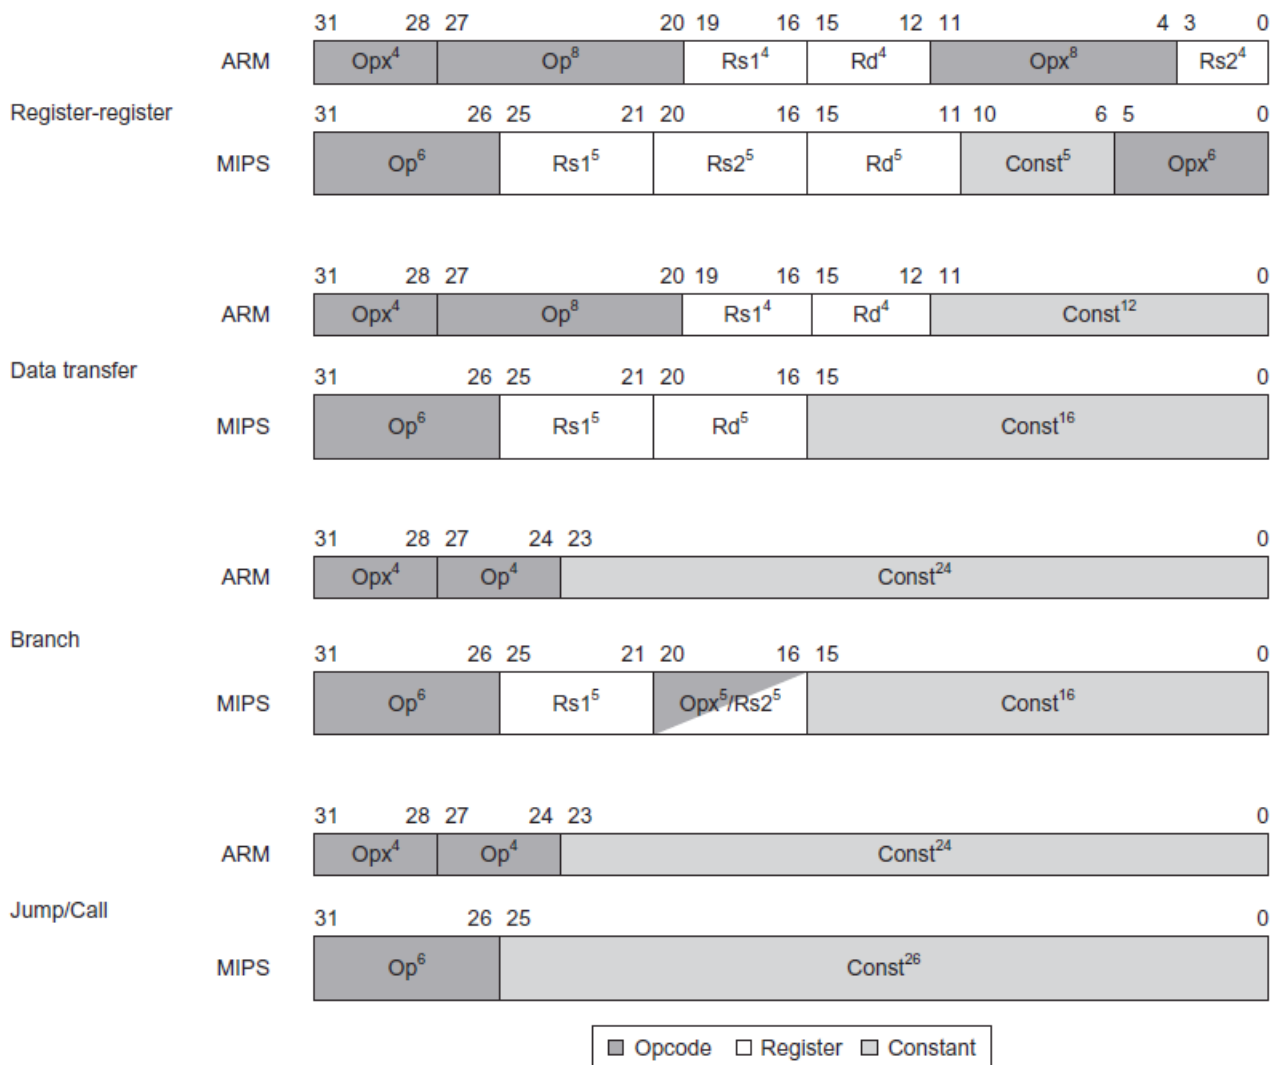 31 28 27 20 19 16 15 12 11 4 3 0
ARM Opx⁴ Op⁸ Rs1⁴ Rd⁴ Opx⁸ Rs2⁴
Register-register
31 26 25 21 20 16 15 11 10 6 5 0
MIPS Op⁶ Rs1⁵ Rs2⁵ Rd⁵ Const⁵ Opx⁶
31 28 27 20 19 16 15 12 11 0
ARM Opx⁴ Op⁸ Rs1⁴ Rd⁴ Const¹²
Data transfer
31 26 25 21 20 16 15 0
MIPS Op⁶ Rs1⁵ Rd⁵ Const¹⁶
31 28 27 24 23 0
ARM Opx⁴ Op⁴ Const²⁴
Branch
31 26 25 21 20 16 15 0
MIPS Op⁶ Rs1⁵ Opx⁵/Rs2⁵ Const¹⁶
31 28 27 24 23 0
ARM Opx⁴ Op⁴ Const²⁴
Jump/Call
31 26 25 0
MIPS Op⁶ Const²⁶
Opcode Register Constant